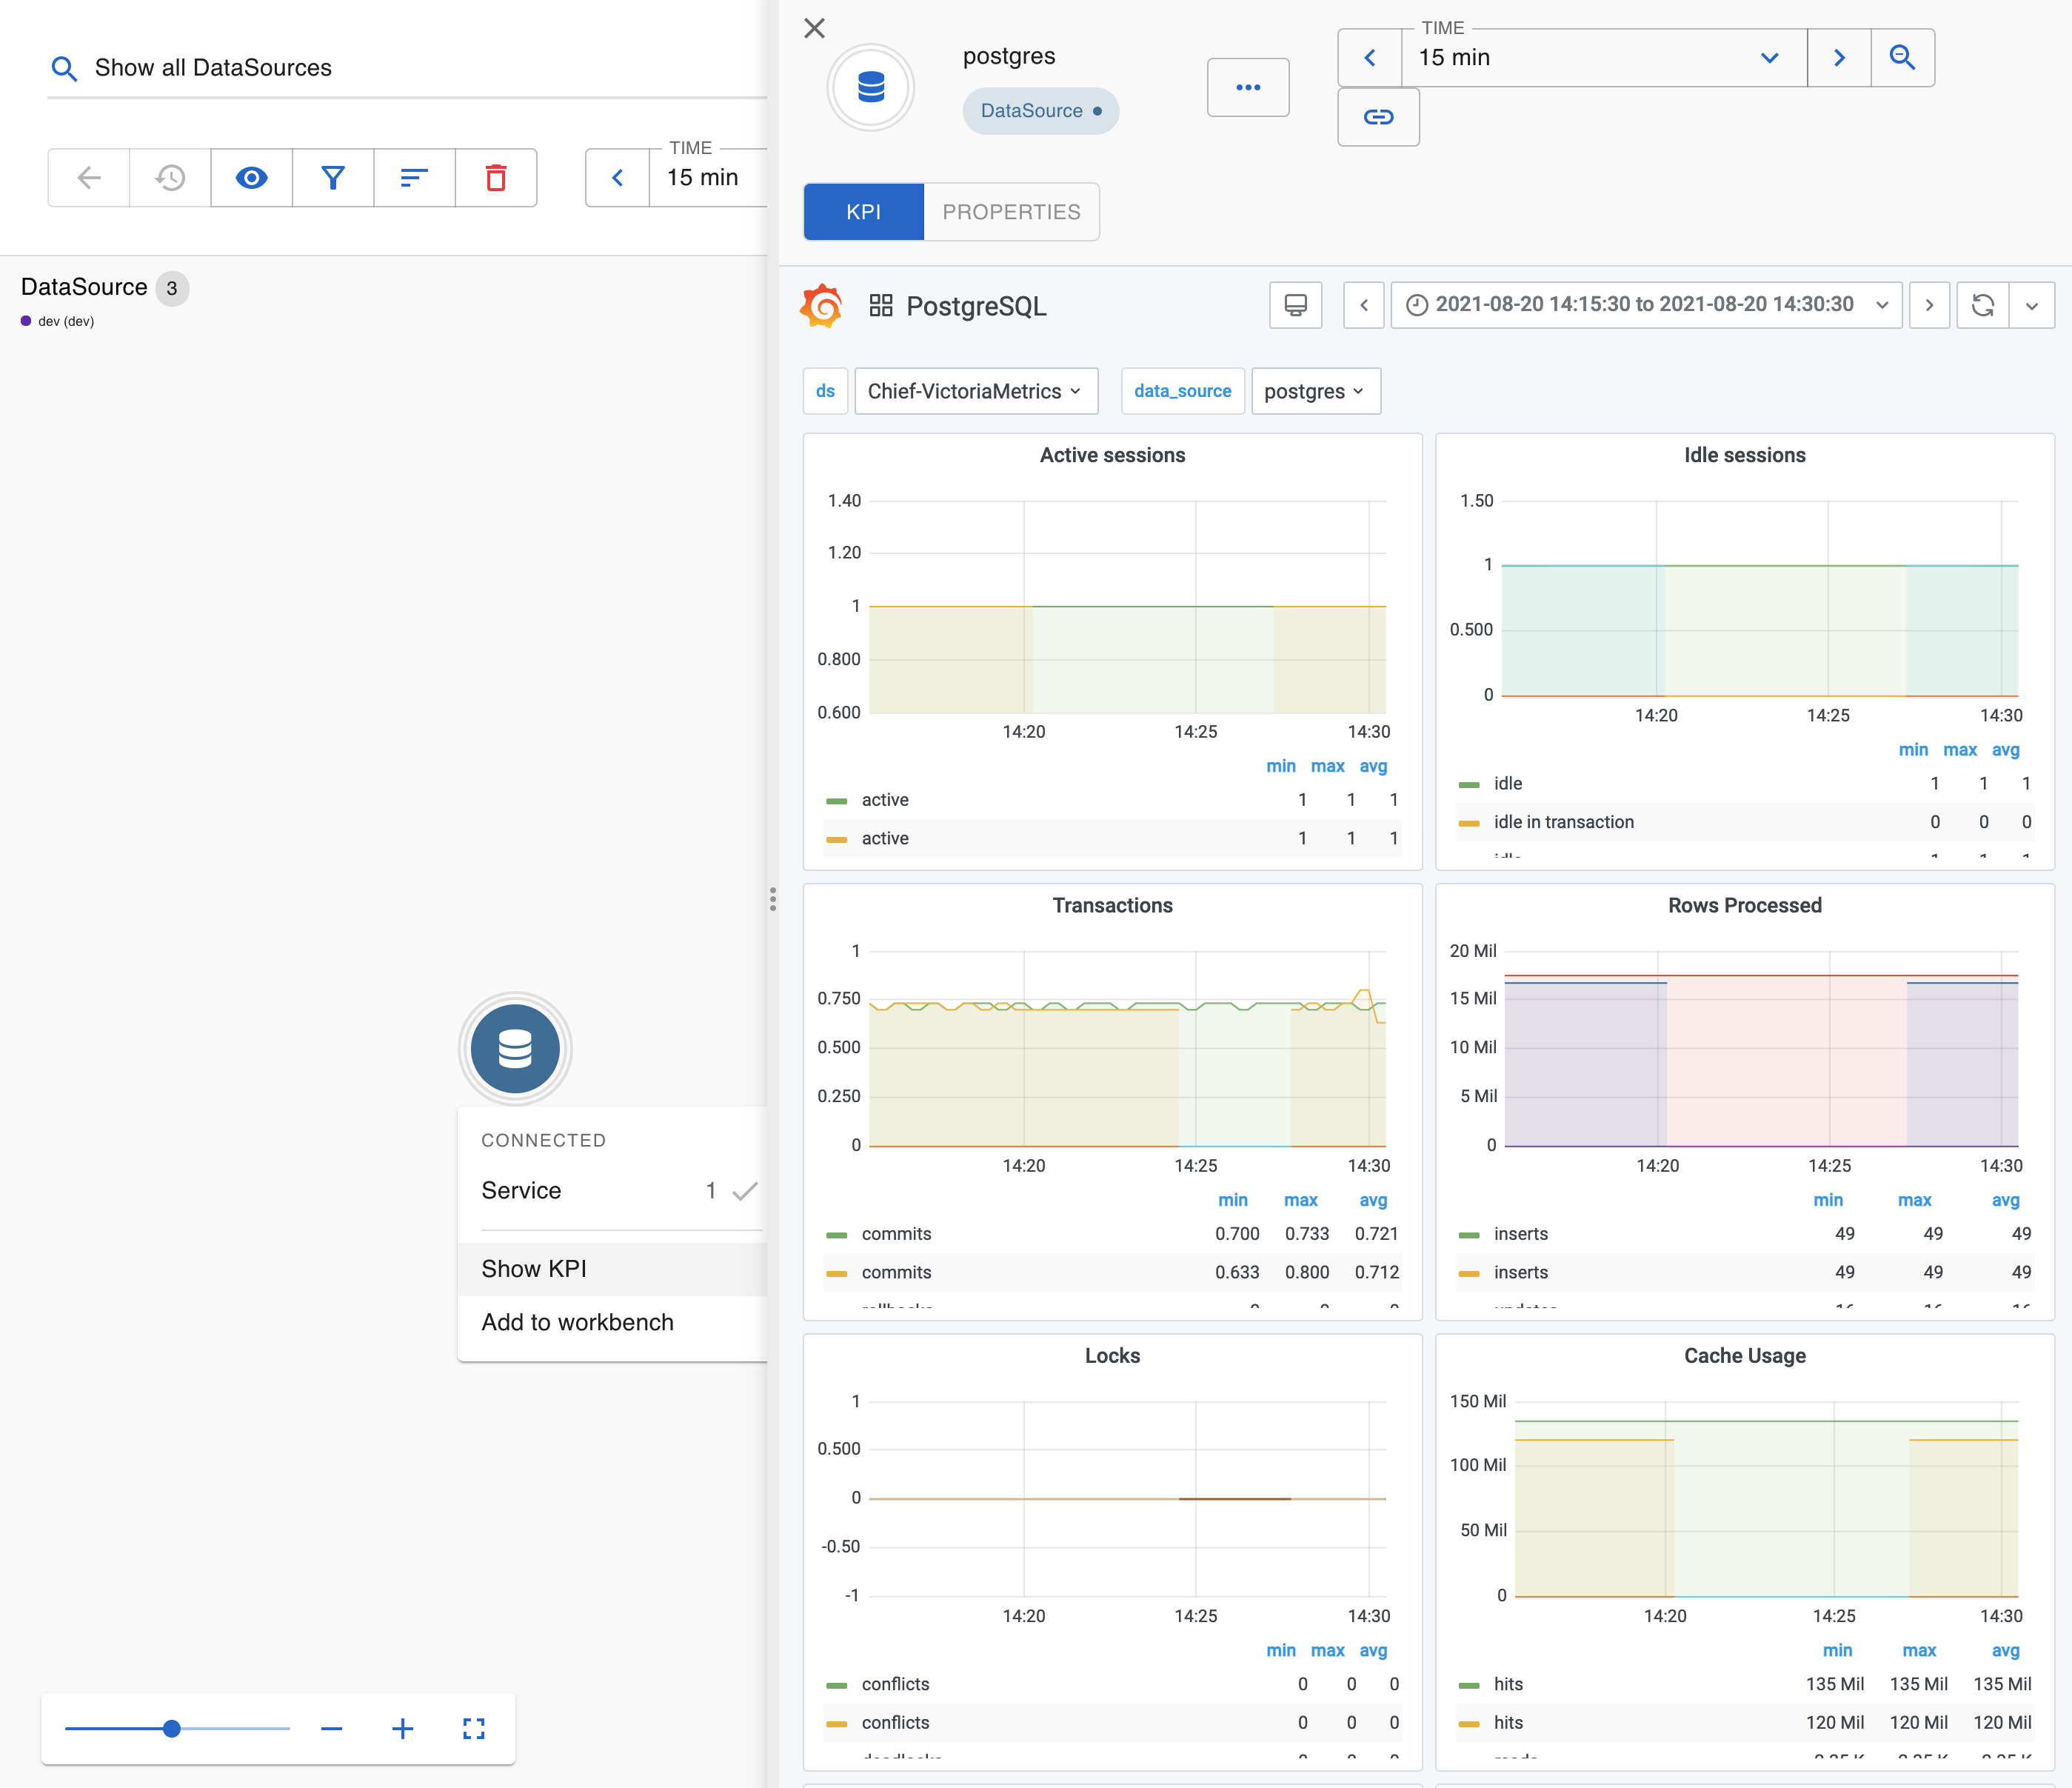 Show all DataSources
TIME
15 min
DataSource 3
dev (dev)
CONNECTED
Service 1
Show KPI
Add to workbench
postgres
DataSource
TIME
15 min
KPI PROPERTIES
PostgreSQL
2021-08-20 14:15:30 to 2021-08-20 14:30:30
ds Chief-VictoriaMetrics data_source postgres
Active sessions
1.40
1.20
1
0.800
0.600
14:20 14:25 14:30
min max avg
active 1 1 1
active 1 1 1
Idle sessions
1.50
1
0.500
0
14:20 14:25 14:30
min max avg
idle 1 1 1
idle in transaction 0 0 0
Transactions
1
0.750
0.500
0.250
0
14:20 14:25 14:30
min max avg
commits 0.700 0.733 0.721
commits 0.633 0.800 0.712
Rows Processed
20 Mil
15 Mil
10 Mil
5 Mil
0
14:20 14:25 14:30
min max avg
inserts 49 49 49
inserts 49 49 49
Locks
1
0.500
0
-0.50
-1
14:20 14:25 14:30
min max avg
conflicts 0 0 0
conflicts 0 0 0
Cache Usage
150 Mil
100 Mil
50 Mil
0
14:20 14:25 14:30
min max avg
hits 135 Mil 135 Mil 135 Mil
hits 120 Mil 120 Mil 120 Mil